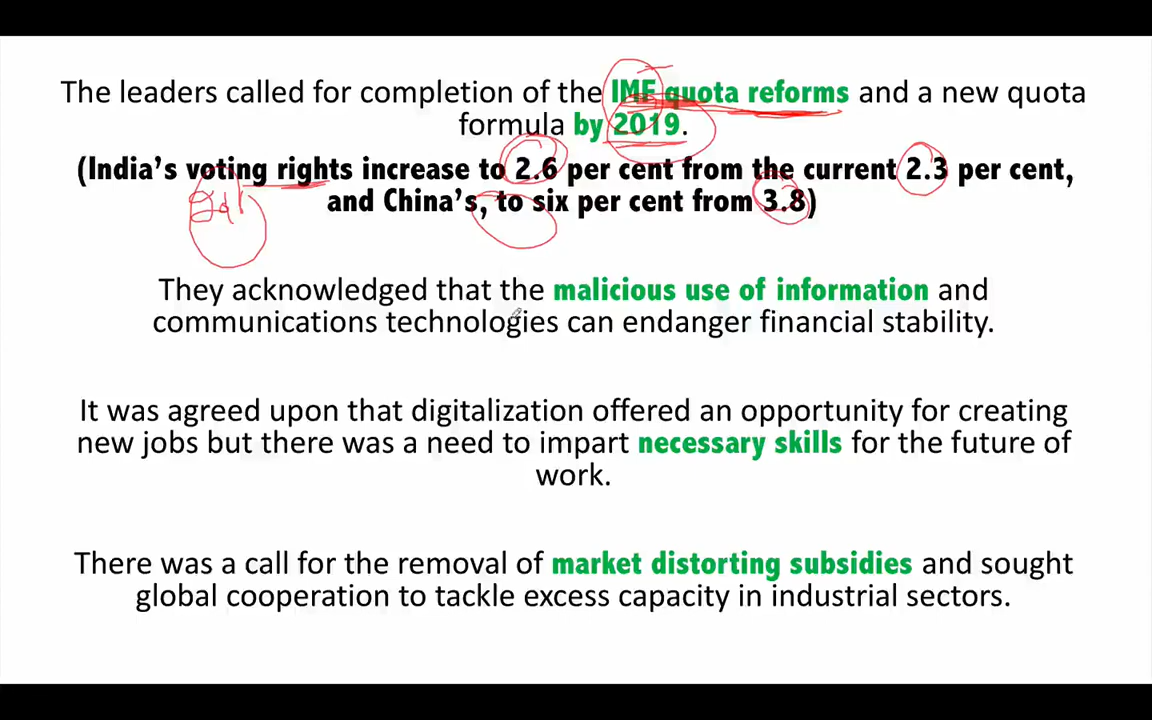 The leaders called for completion of the IMF quota reforms and a new quota
formula by 2019.
(India's voting rights increase to 2.6 per cent from the current 2.3 per cent,
and China's, to six per cent from 3.8)
They acknowledged that the malicious use of information and
communications technologies can endanger financial stability.
It was agreed upon that digitalization offered an opportunity for creating
new jobs but there was a need to impart necessary skills for the future of
work.
There was a call for the removal of market distorting subsidies and sought
global cooperation to tackle excess capacity in industrial sectors.